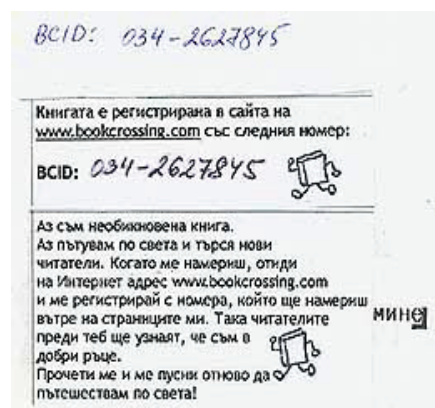 BCID: 034-2627845
Книгата е регистрирана в сайта на
www.bookcrossing.com със следния номер:
BCID: 034-2627845
Аз съм необикновена книга.
Аз пътувам по света и търся нови
читатели. Когато ме намериш, отиди
на Интернет адрес www.bookcrossing.com
и ме регистрирай с номера, който ще намериш
вътре на страниците ми. Така читателите
преди теб ще узнаят, че съм в
добри ръце.
Прочети ме и ме пусни отново да
пътешествам по света!